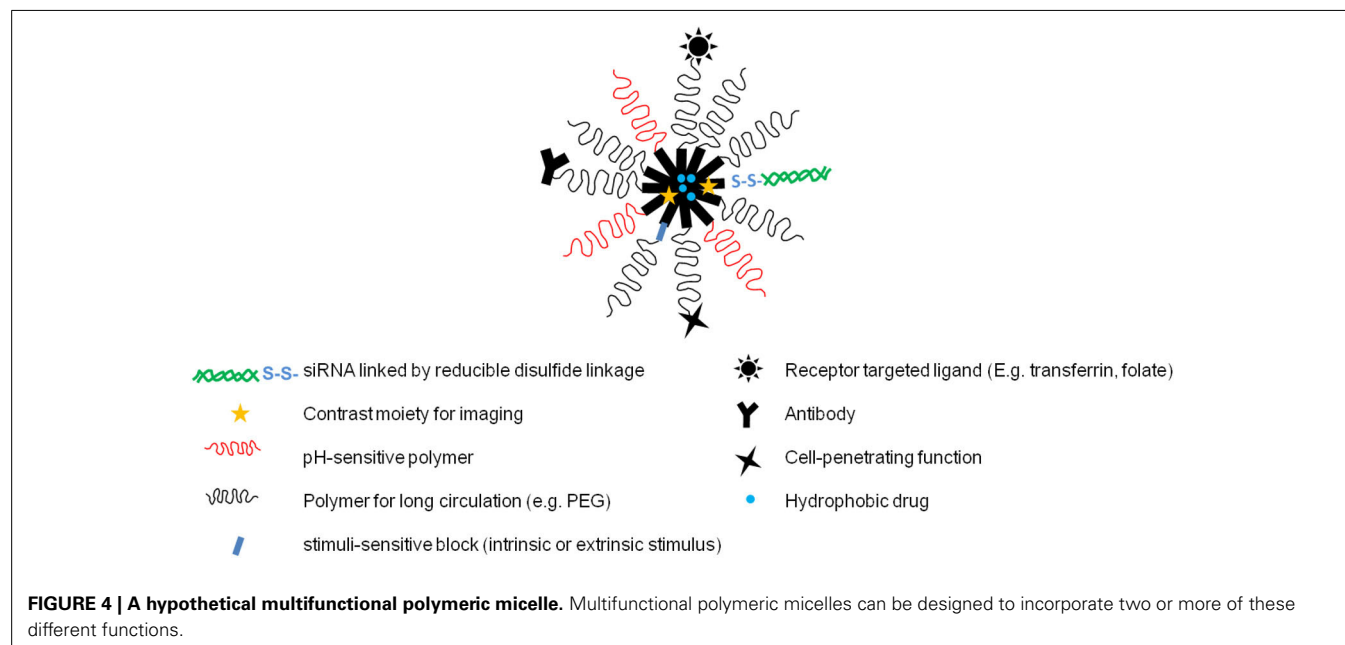 S-S-
S-S- siRNA linked by reducible disulfide linkage
Contrast moiety for imaging
pH-sensitive polymer
Polymer for long circulation (e.g. PEG)
stimuli-sensitive block (intrinsic or extrinsic stimulus)
Receptor targeted ligand (E.g. transferrin, folate)
Antibody
Cell-penetrating function
Hydrophobic drug
FIGURE 4 | A hypothetical multifunctional polymeric micelle. Multifunctional polymeric micelles can be designed to incorporate two or more of these
different functions.